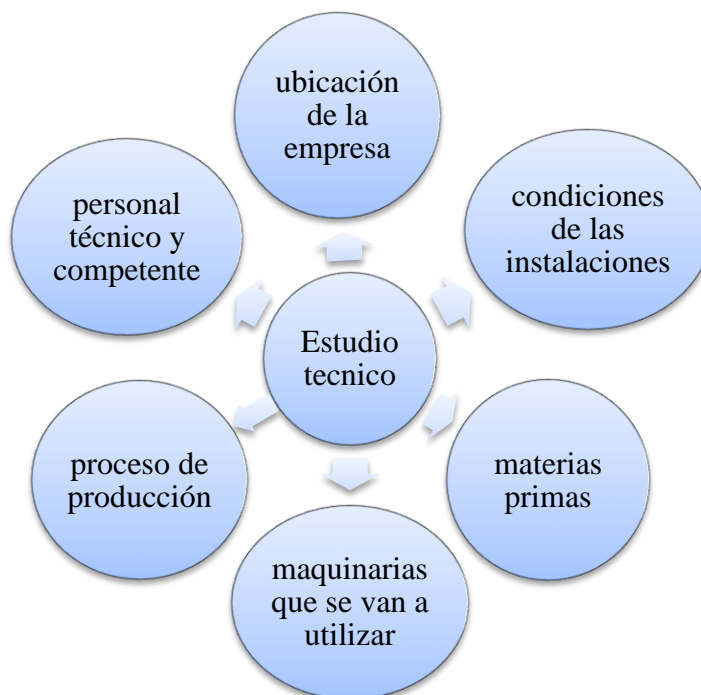 ubicación
de la
empresa
condiciones
de las
instalaciones
materias
primas
maquinarias
que se van a
utilizar
proceso de
producción
personal
técnico y
competente
Estudio
tecnico